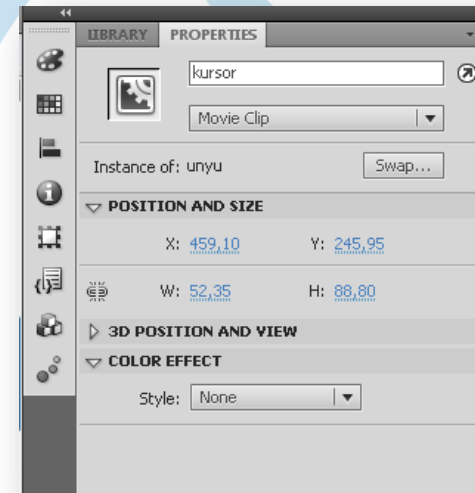 LIBRARY PROPERTIES
kursor
Movie Clip
Instance of: unyu Swap...
POSITION AND SIZE
X: 459,10 Y: 245,95
W: 52,35 H: 88,80
3D POSITION AND VIEW
COLOR EFFECT
Style: None